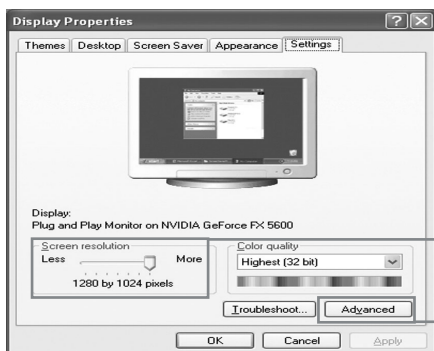 Display Properties
Themes Desktop Screen Saver Appearance Settings
Display:
Plug and Play Monitor on NVIDIA GeForce FX 5600
Screen resolution
Less More
1280 by 1024 pixels
Color quality
Highest (32 bit)
Troubleshoot... Advanced
OK Cancel Apply